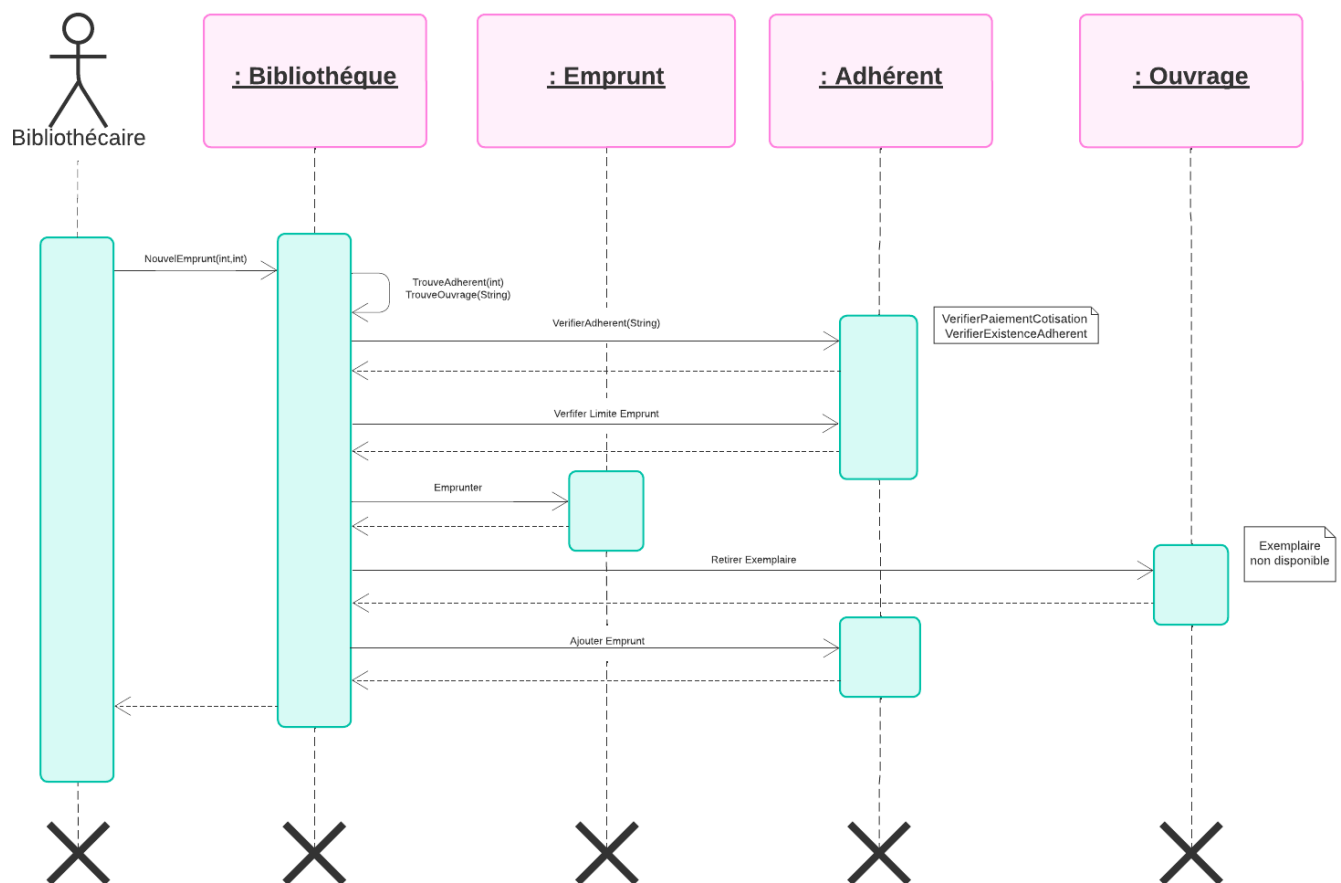 Bibliothécaire
: Bibliothéque
: Emprunt
: Adhérent
: Ouvrage
NouvelEmprunt(int,int)
TrouveAdherent(int)
TrouveOuvrage(String)
VerifierAdherent(String)
VerifierPaiementCotisation
VerifierExistenceAdherent
Verfifer Limite Emprunt
Emprunter
Retirer Exemplaire
Exemplaire
non disponible
Ajouter Emprunt